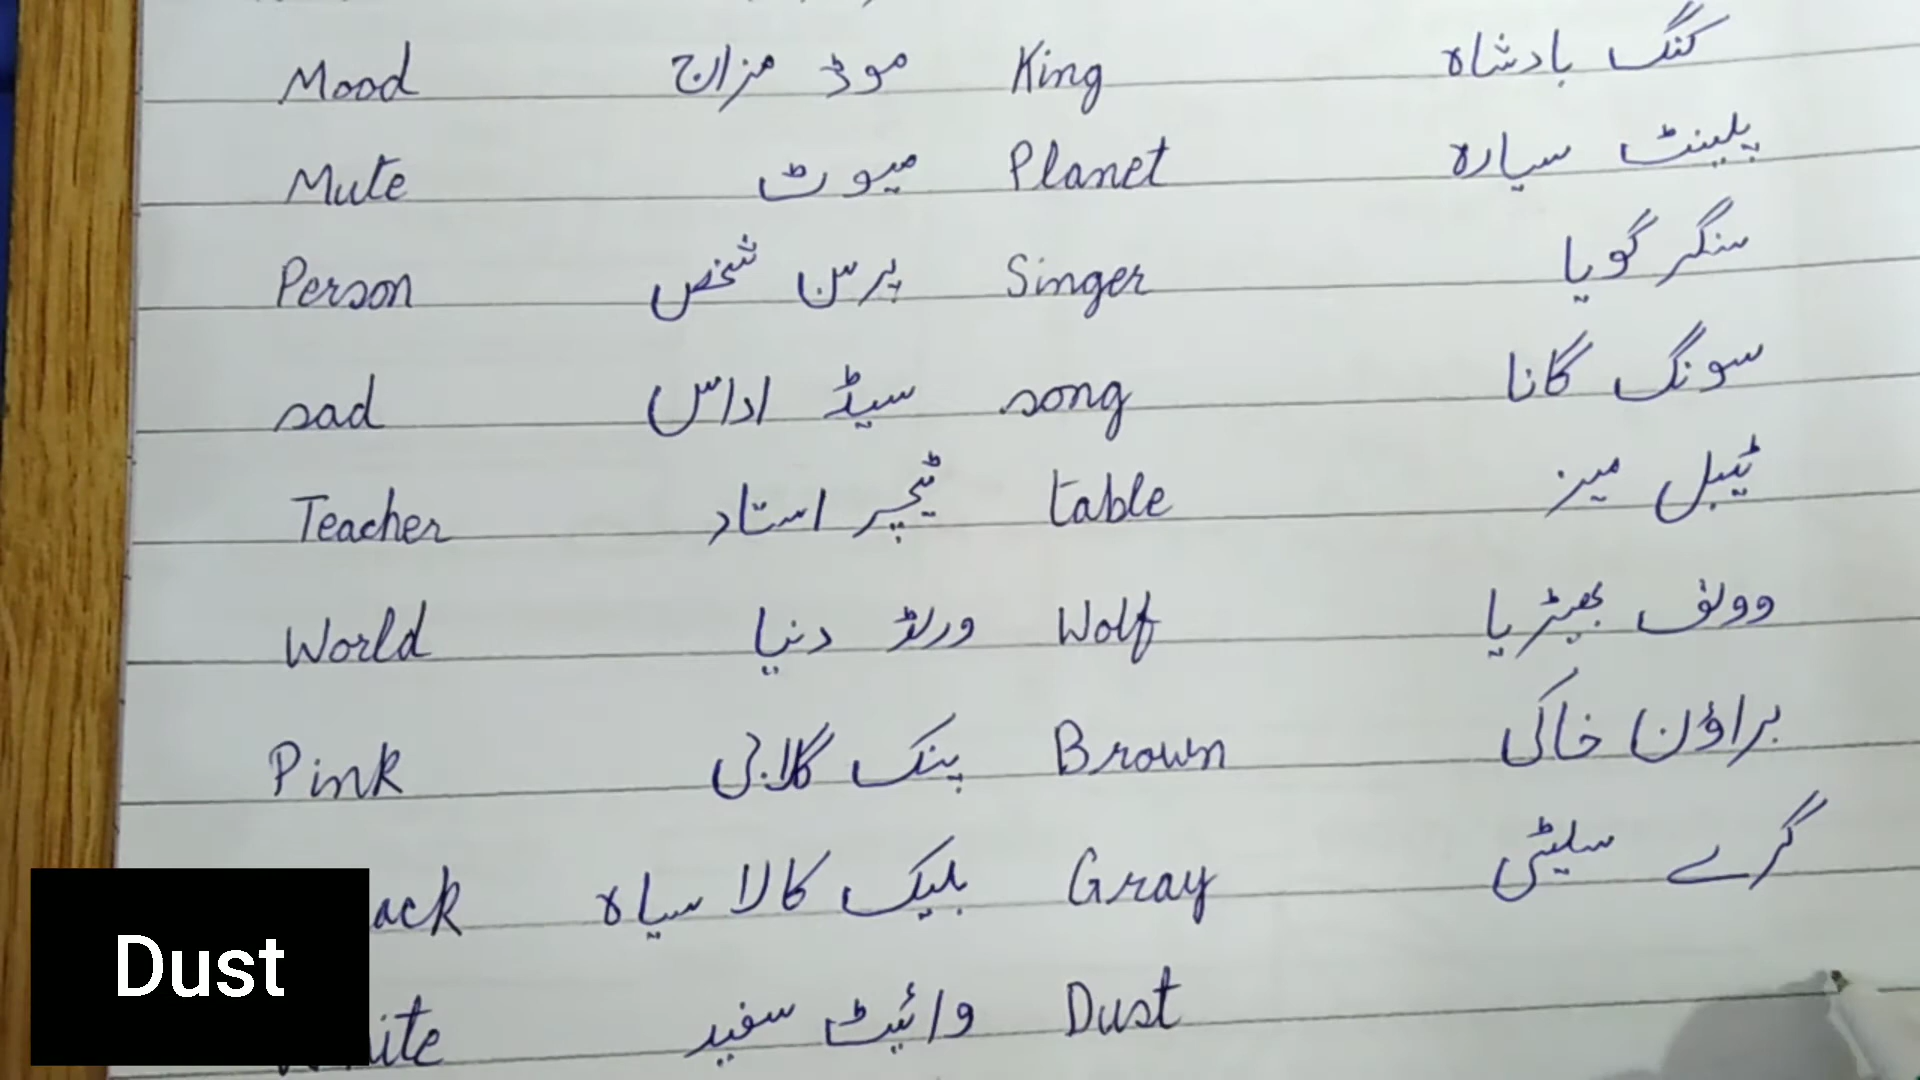 Mood موڈ مزاج King کنگ بادشاہ
Mute میوٹ Planet پلینٹ سیارہ
Person پرسن شخص Singer سنگر گویا
sad سیڈ اداس song سونگ گانا
Teacher ٹیچر استاد table ٹیبل میز
World ورلڈ دنیا Wolf وولف بھیڑیا
Pink پنک گلابی Brown براؤن خاکی
ack بلیک کالا سیاہ Gray گرے سلیٹی
ite وائیٹ سفید Dust
Dust